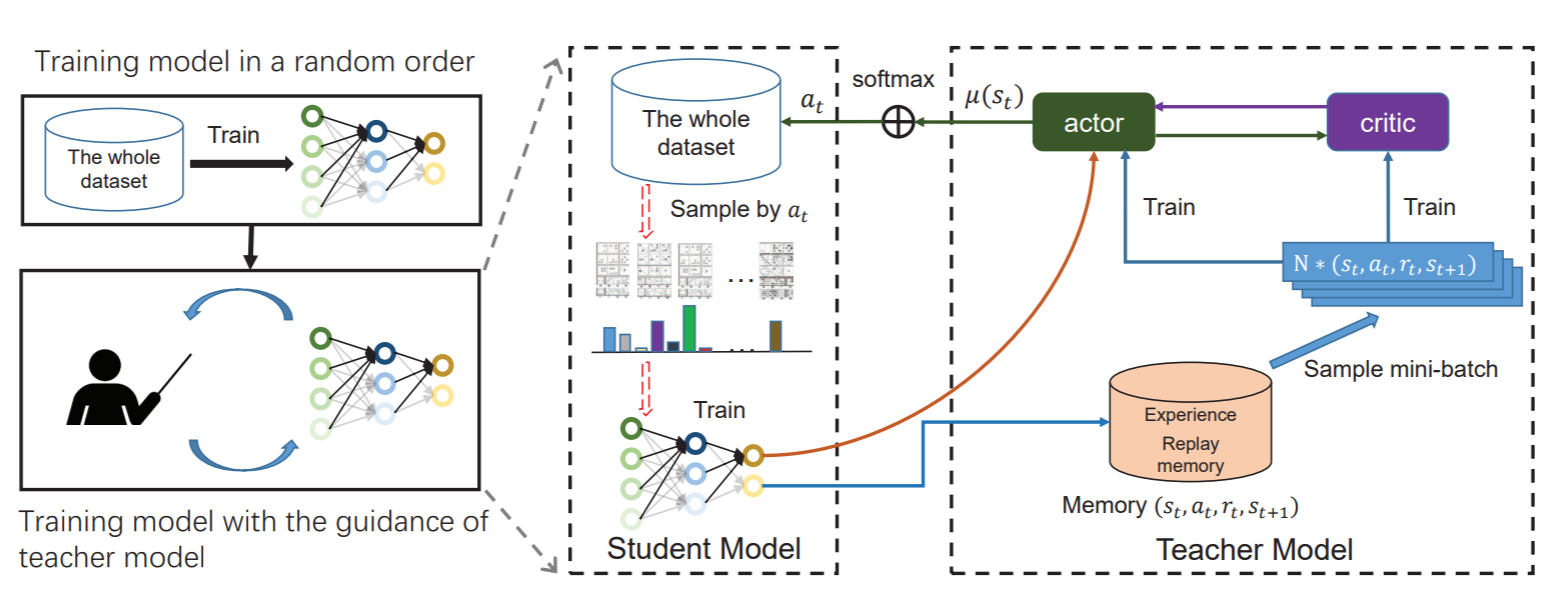 Training model in a random order
The whole
dataset
Train
Training model with the guidance of
teacher model
The whole
dataset
Sample by a_t
...
...
Train
Student Model
a_t
softmax
μ(s_t)
actor
critic
Train
Train
N ∗ (s_t, a_t, r_t, s_{t+1})
Sample mini-batch
Experience
Replay
memory
Memory (s_t, a_t, r_t, s_{t+1})
Teacher Model